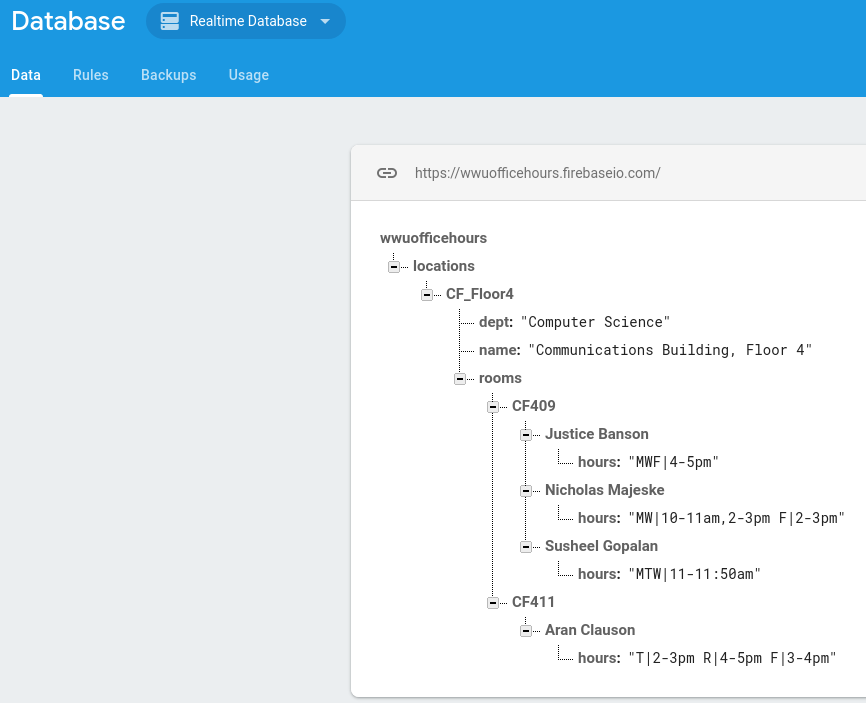 Database Realtime Database
Data Rules Backups Usage
https://wwuofficehours.firebaseio.com/
wwuofficehours
locations
CF_Floor4
dept: "Computer Science"
name: "Communications Building, Floor 4"
rooms
CF409
Justice Banson
hours: "MWF|4-5pm"
Nicholas Majeske
hours: "MW|10-11am,2-3pm F|2-3pm"
Susheel Gopalan
hours: "MTW|11-11:50am"
CF411
Aran Clauson
hours: "T|2-3pm R|4-5pm F|3-4pm"